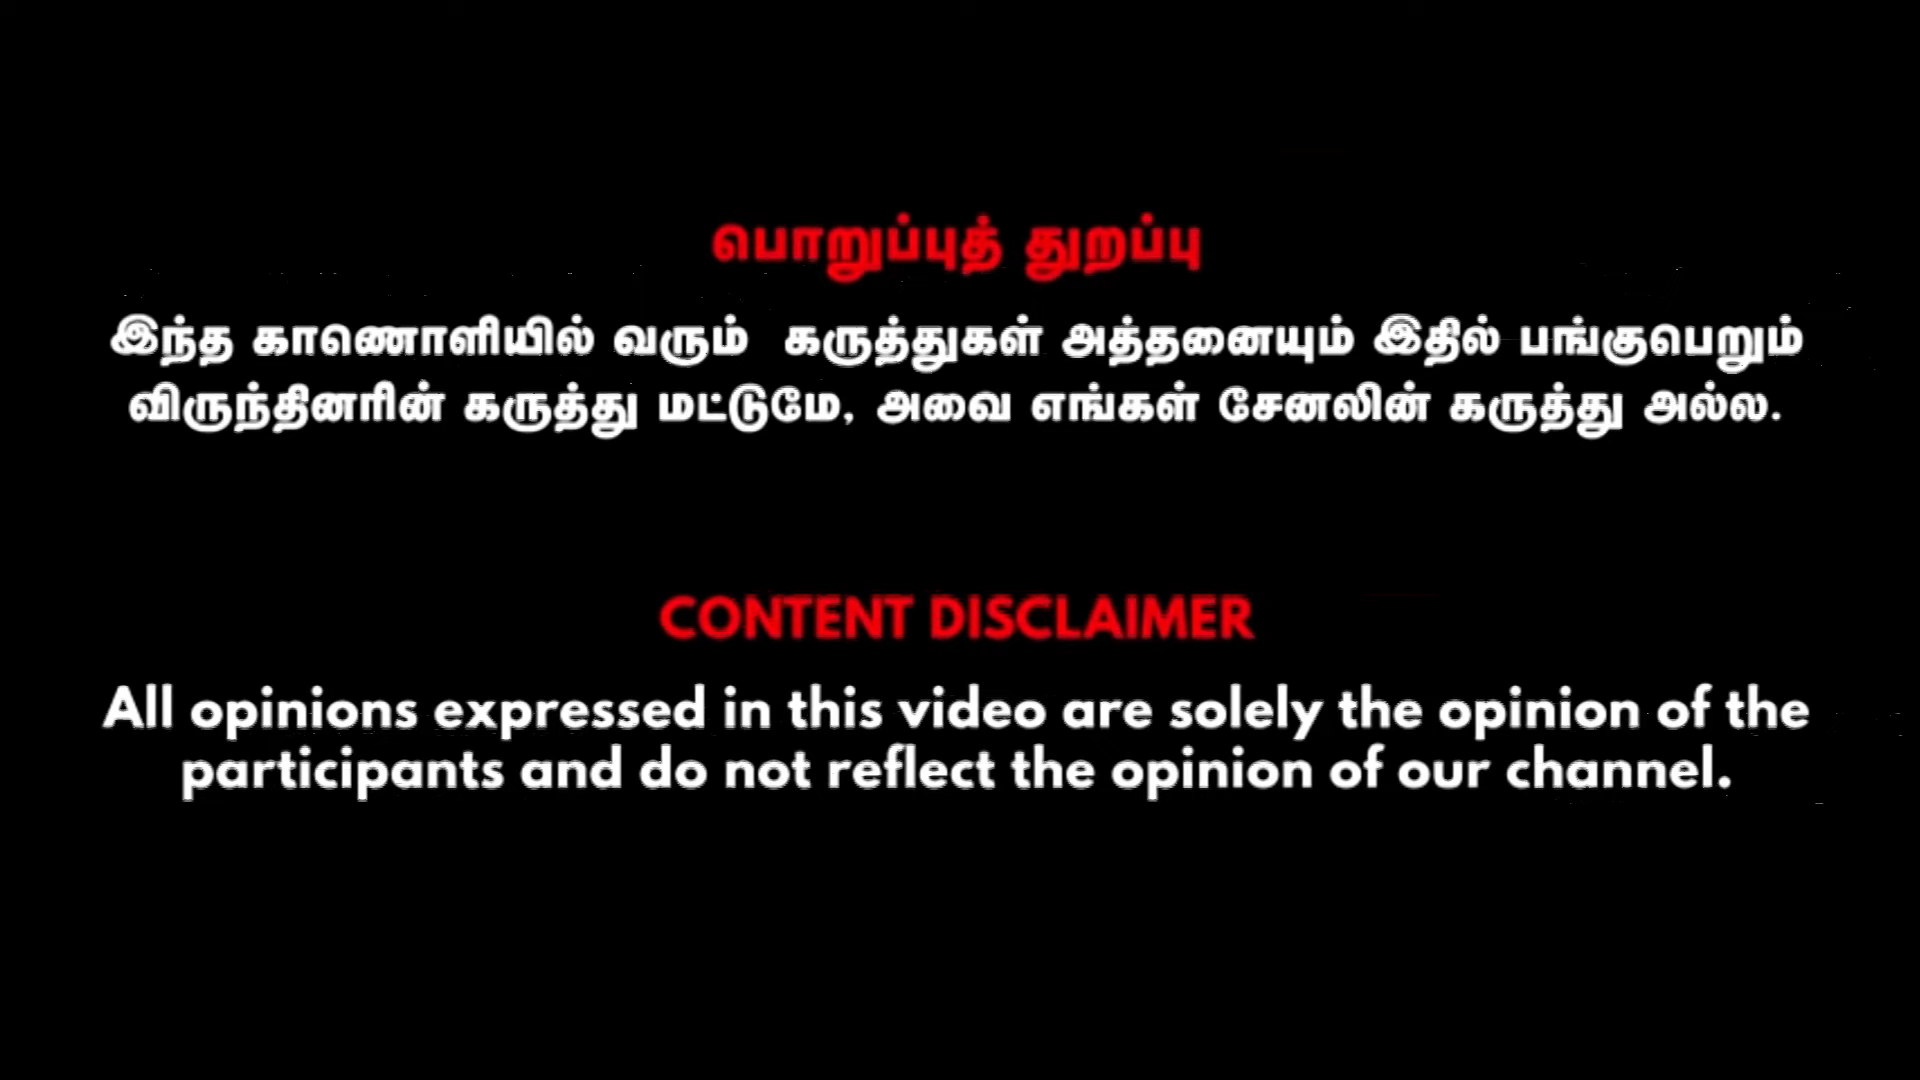 பொறுப்புத் துறப்பு
இந்த காணொளியில் வரும் கருத்துகள் அத்தனையும் இதில் பங்குபெறும்
விருந்தினரின் கருத்து மட்டுமே, அவை எங்கள் சேனலின் கருத்து அல்ல.
CONTENT DISCLAIMER
All opinions expressed in this video are solely the opinion of the
participants and do not reflect the opinion of our channel.